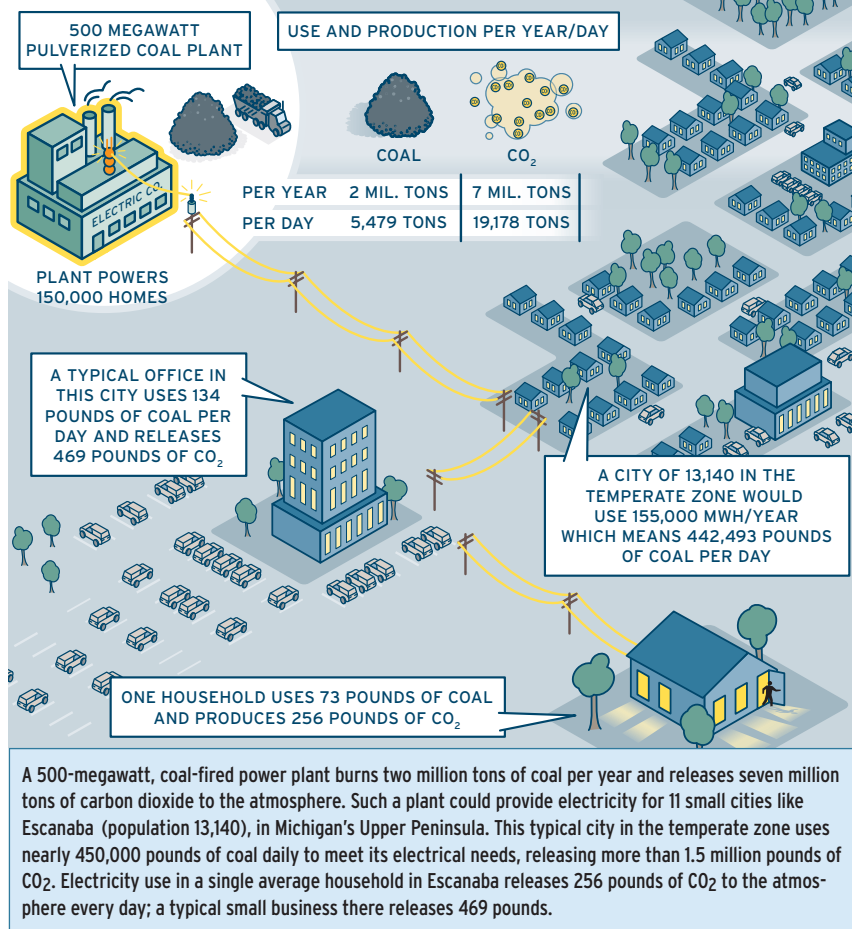 500 MEGAWATT
PULVERIZED COAL PLANT
USE AND PRODUCTION PER YEAR/DAY
COAL
CO2
PER YEAR 2 MIL. TONS 7 MIL. TONS
PER DAY 5,479 TONS 19,178 TONS
ELECTRIC CO.
PLANT POWERS
150,000 HOMES
A TYPICAL OFFICE IN
THIS CITY USES 134
POUNDS OF COAL PER
DAY AND RELEASES
469 POUNDS OF CO2
A CITY OF 13,140 IN THE
TEMPERATE ZONE WOULD
USE 155,000 MWH/YEAR
WHICH MEANS 442,493 POUNDS
OF COAL PER DAY
ONE HOUSEHOLD USES 73 POUNDS OF COAL
AND PRODUCES 256 POUNDS OF CO2
A 500-megawatt, coal-fired power plant burns two million tons of coal per year and releases seven million
tons of carbon dioxide to the atmosphere. Such a plant could provide electricity for 11 small cities like
Escanaba (population 13,140), in Michigan's Upper Peninsula. This typical city in the temperate zone uses
nearly 450,000 pounds of coal daily to meet its electrical needs, releasing more than 1.5 million pounds of
CO2. Electricity use in a single average household in Escanaba releases 256 pounds of CO2 to the atmos-
phere every day; a typical small business there releases 469 pounds.